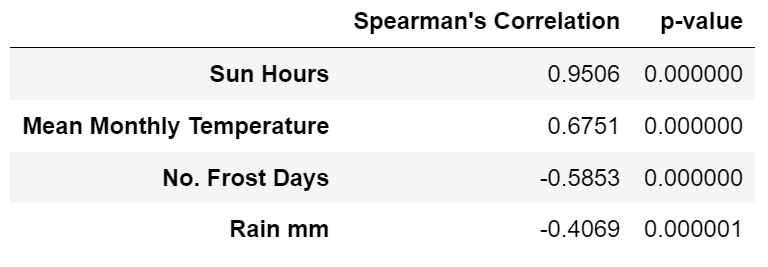 Spearman's Correlation p-value
Sun Hours 0.9506 0.000000
Mean Monthly Temperature 0.6751 0.000000
No. Frost Days -0.5853 0.000000
Rain mm -0.4069 0.000001